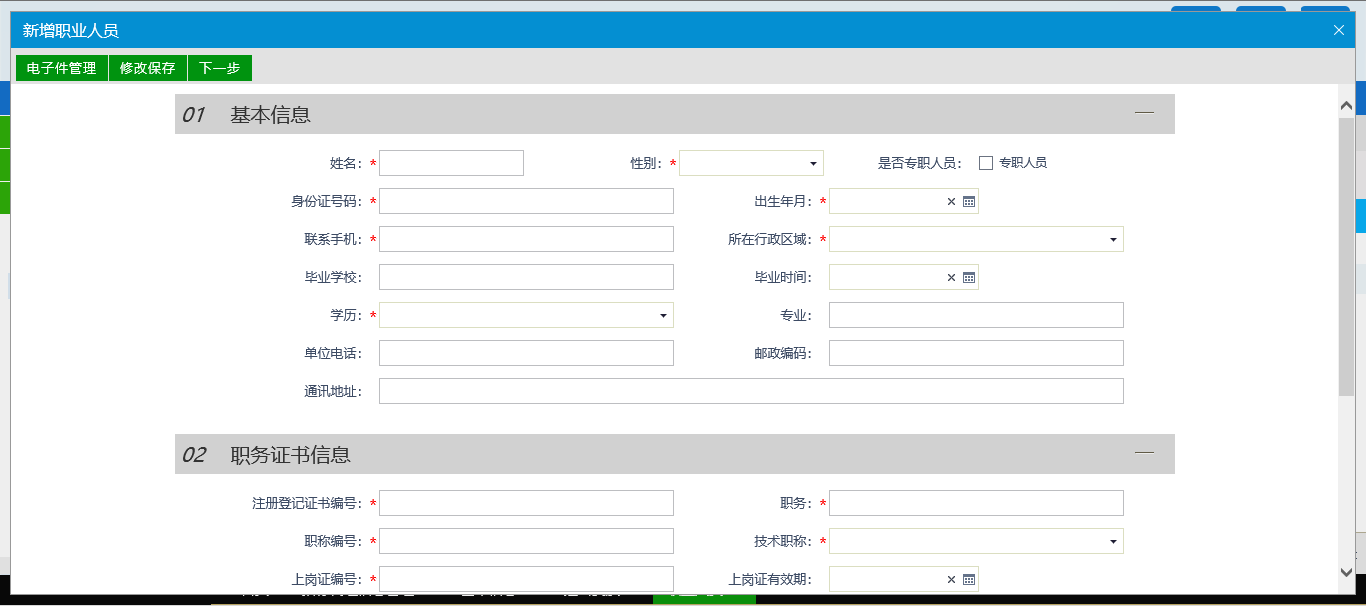 新增职业人员
电子件管理 修改保存 下一步
01 基本信息
姓名: * 性别: * 是否专职人员: 专职人员
身份证号码: * 出生年月: *
联系手机: * 所在行政区域: *
毕业学校: 毕业时间:
学历: * 专业:
单位电话: 邮政编码:
通讯地址:
02 职务证书信息
注册登记证书编号: * 职务: *
职称编号: * 技术职称: *
上岗证编号: * 上岗证有效期: